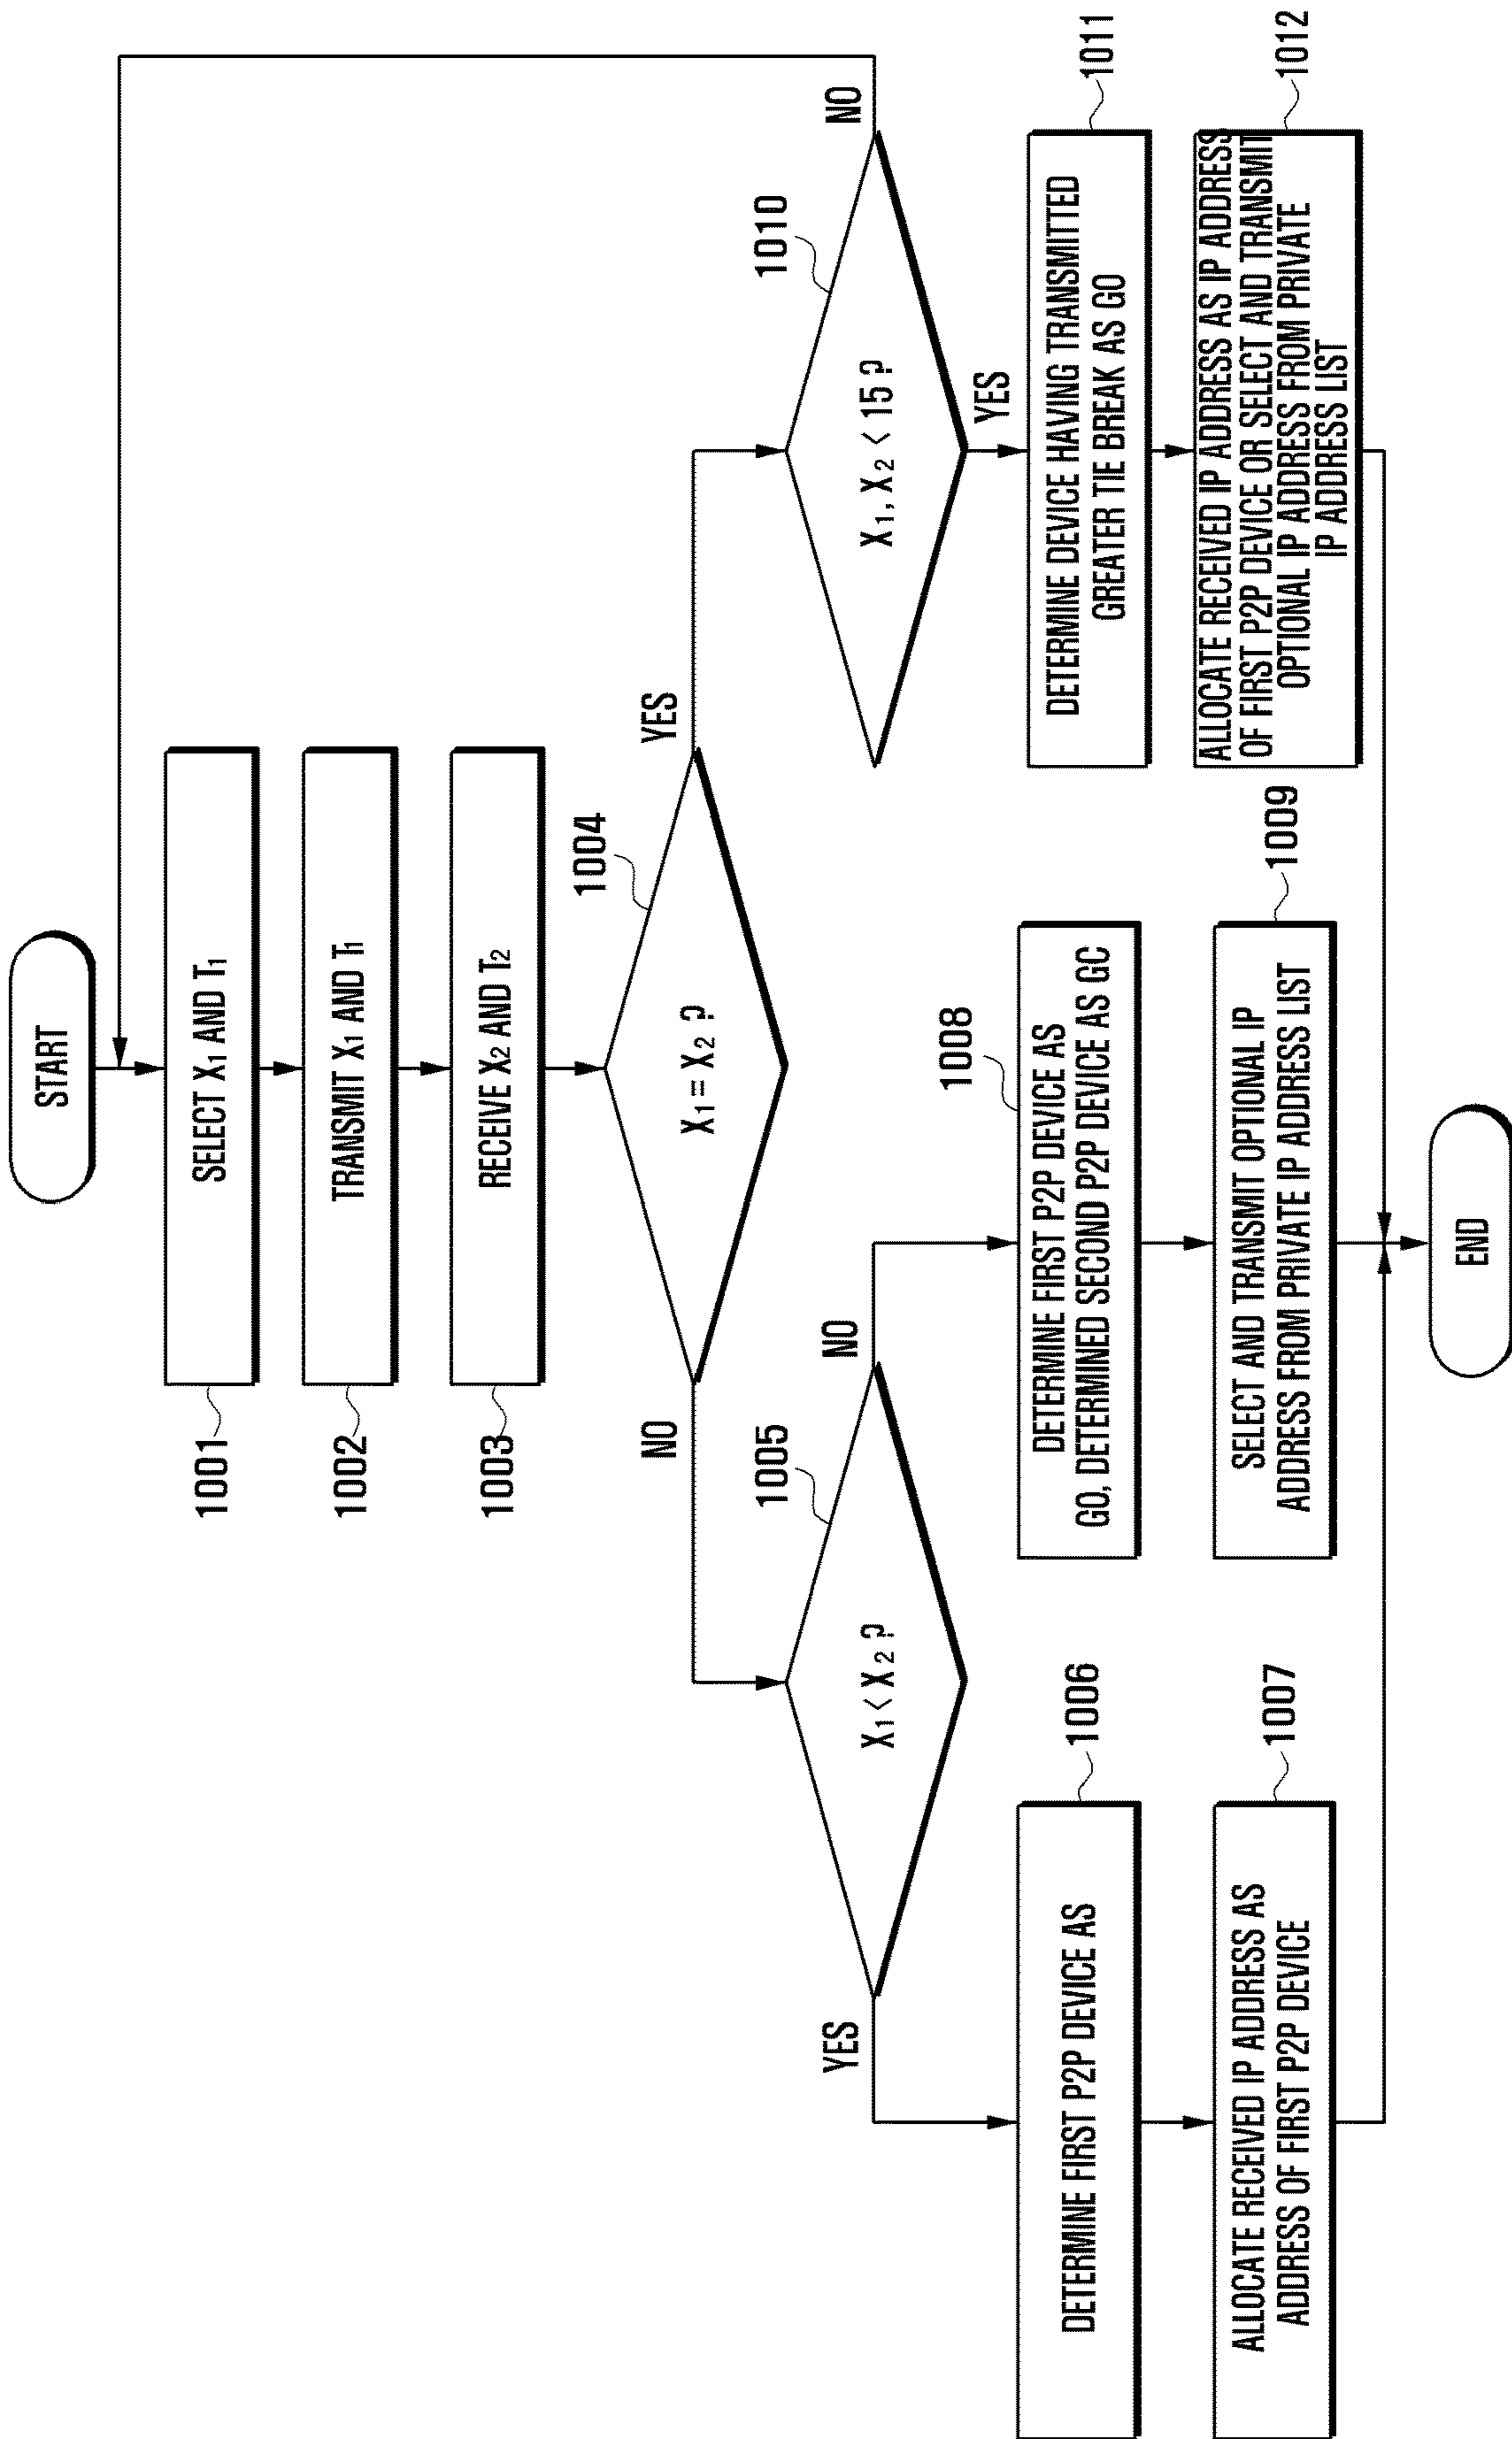 START
SELECT X₁ AND T₁
1001
TRANSMIT X₁ AND T₁
1002
RECEIVE X₂ AND T₂
1003
X₁ = X₂ ?
1004
NO
YES
X₁ < X₂ ?
1005
YES
NO
DETERMINE FIRST P2P DEVICE AS
1006
ALLOCATE RECEIVED IP ADDRESS AS
ADDRESS OF FIRST P2P DEVICE
1007
DETERMINE FIRST P2P DEVICE AS
GO, DETERMINED SECOND P2P DEVICE AS GC
1008
SELECT AND TRANSMIT OPTIONAL IP
ADDRESS FROM PRIVATE IP ADDRESS LIST
1009
X₁, X₂ < 15 ?
1010
NO
YES
DETERMINE DEVICE HAVING TRANSMITTED
GREATER TIE BREAK AS GO
1011
ALLOCATE RECEIVED IP ADDRESS AS IP ADDRESS
OF FIRST P2P DEVICE OR SELECT AND TRANSMIT
OPTIONAL IP ADDRESS FROM PRIVATE
IP ADDRESS LIST
1012
END